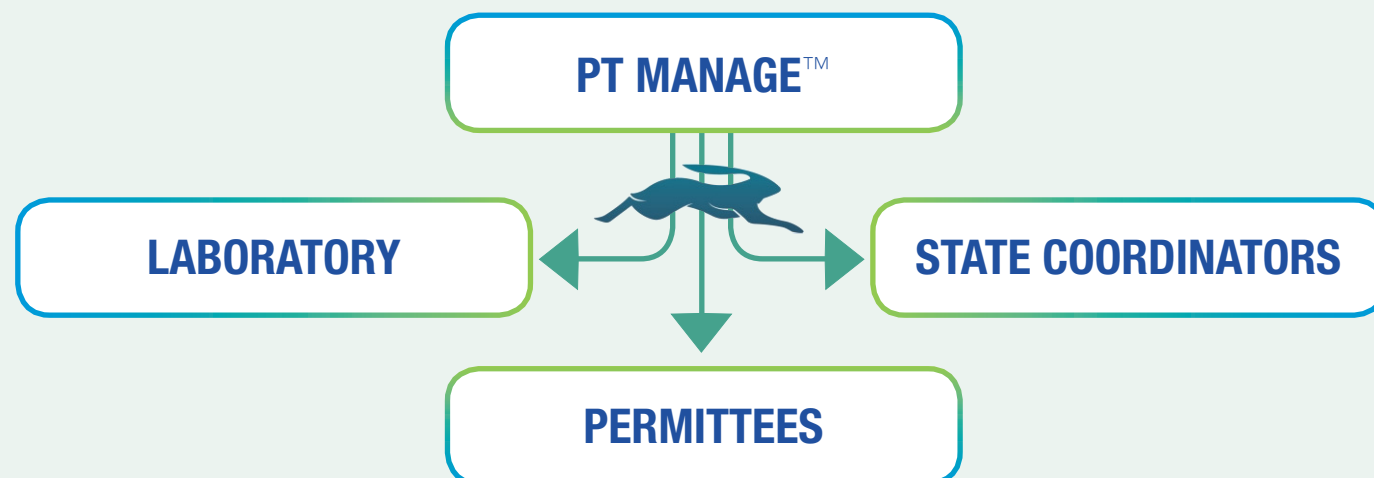 PT MANAGE™
LABORATORY
STATE COORDINATORS
PERMITTEES